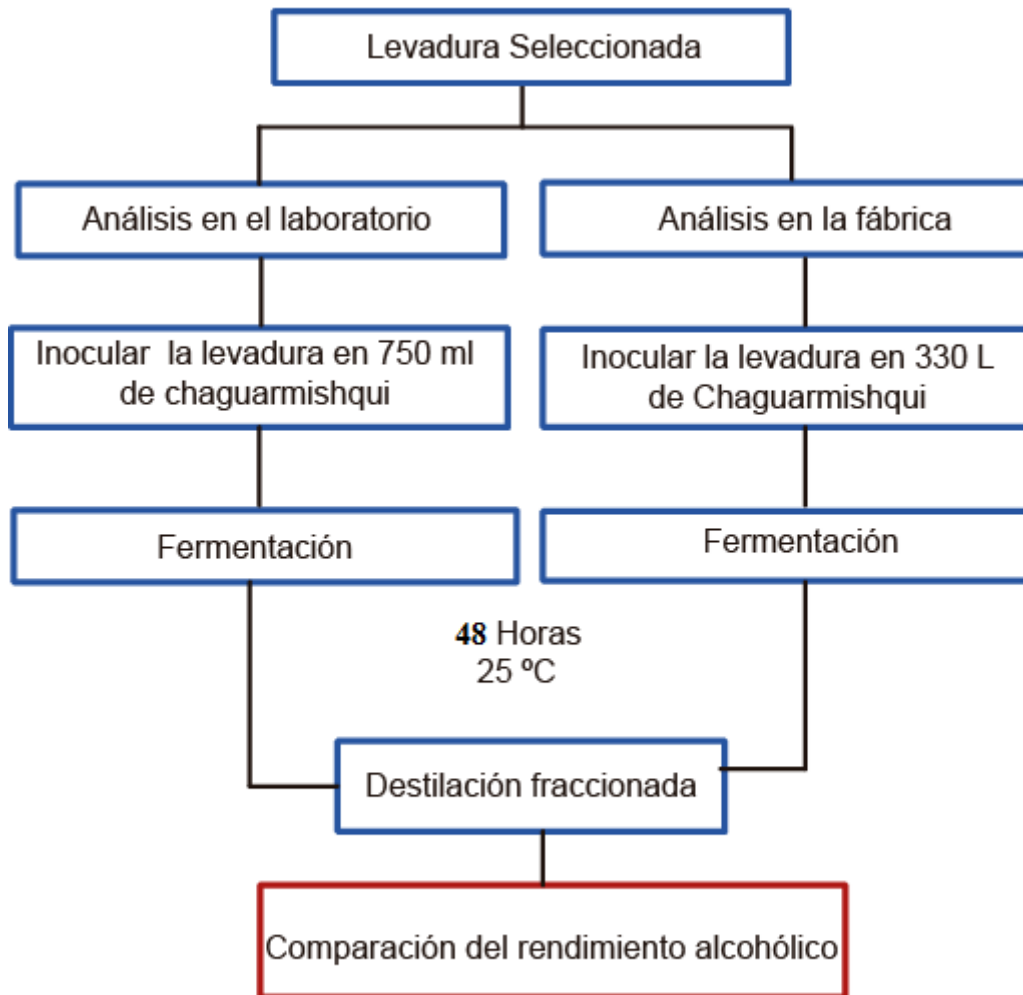 Levadura Seleccionada
Análisis en el laboratorio
Análisis en la fábrica
Inocular la levadura en 750 ml
de chaguarmishqui
Inocular la levadura en 330 L
de Chaguarmishqui
Fermentación
Fermentación
48 Horas
25 ºC
Destilación fraccionada
Comparación del rendimiento alcohólico